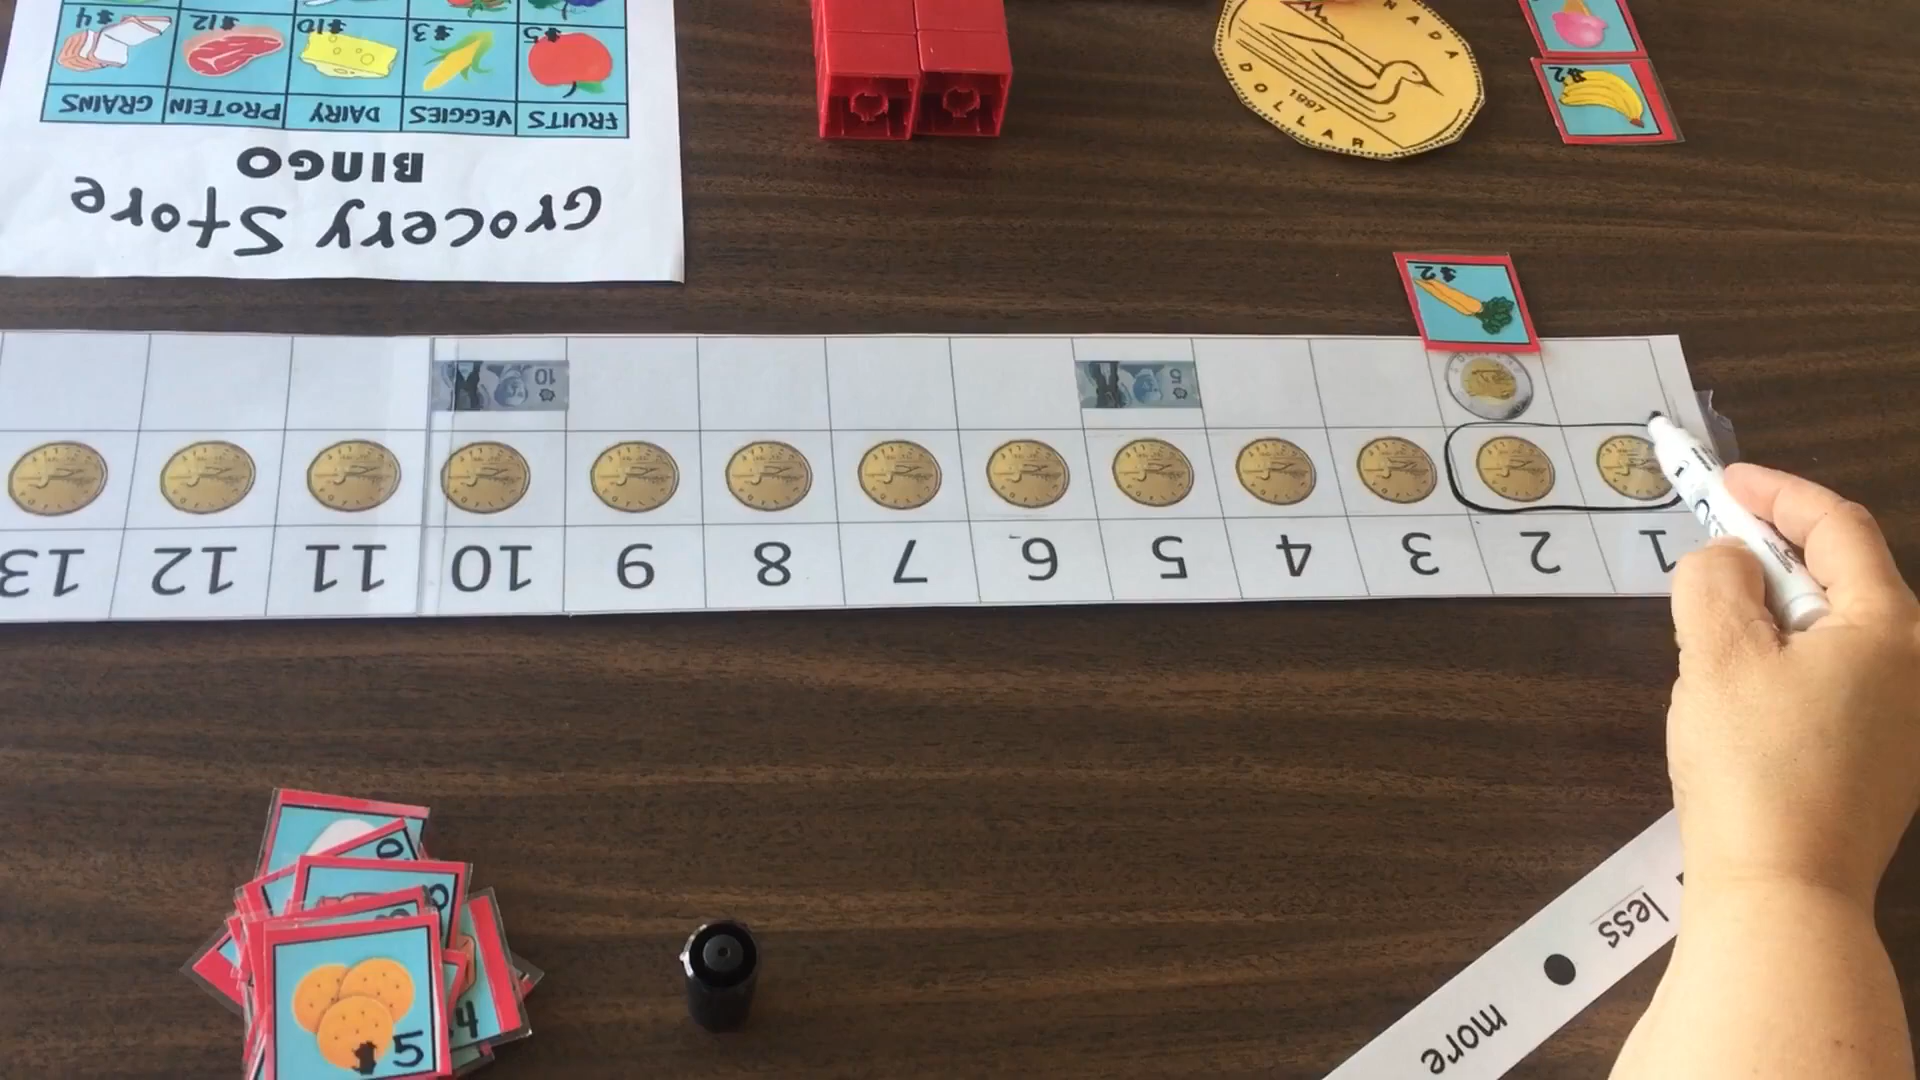 Grocery Store
BINGO
FRUITS VEGGIES DAIRY PROTEIN GRAINS
$5 $3 $10 $12 $4
CANADA
DOLLAR
1997
$2
$2
5
10
1 2 3 4 5 6 7 8 9 10 11 12 13
less
more
5
4